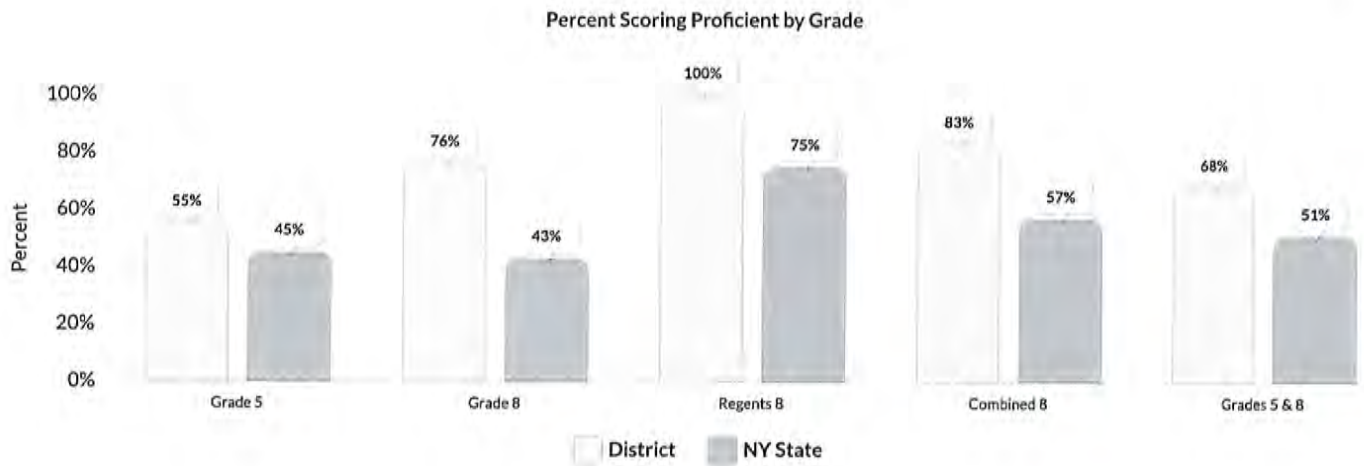 Percent Scoring Proficient by Grade
100%
80%
60%
40%
20%
0%
Percent
55%
45%
76%
43%
100%
75%
83%
57%
68%
51%
Grade 5
Grade 8
Regents 8
Combined 8
Grades 5 & 8
District
NY State